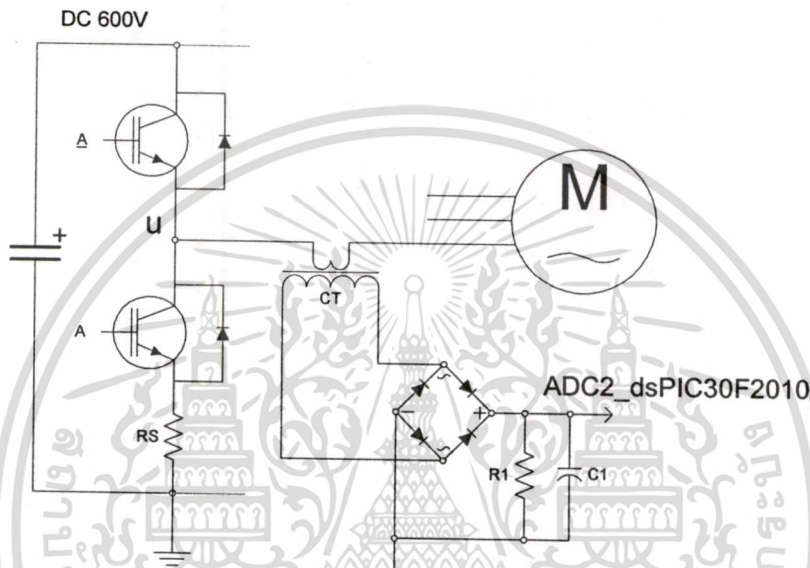 DC 600V
A
M
u
+
CT
A
ADC2_dsPIC30F2010
- +
RS
R1
C1